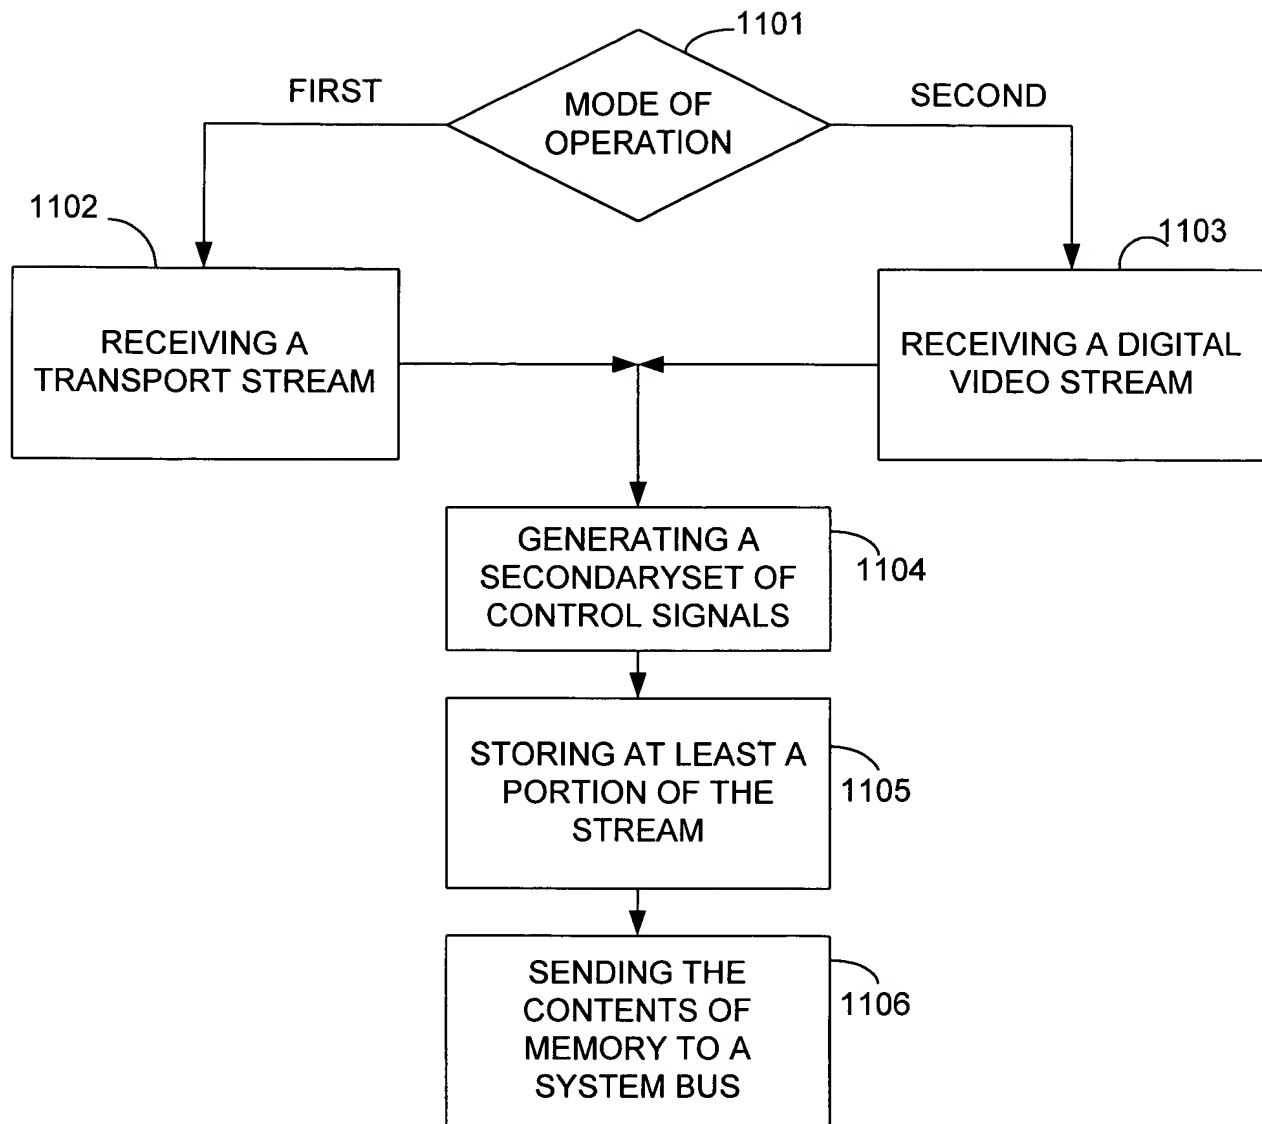 1101
FIRST
SECOND
MODE OF
OPERATION
1102
1103
RECEIVING A
TRANSPORT STREAM
RECEIVING A DIGITAL
VIDEO STREAM
GENERATING A
SECONDARYSET OF
CONTROL SIGNALS
1104
STORING AT LEAST A
PORTION OF THE
STREAM
1105
SENDING THE
CONTENTS OF
MEMORY TO A
SYSTEM BUS
1106